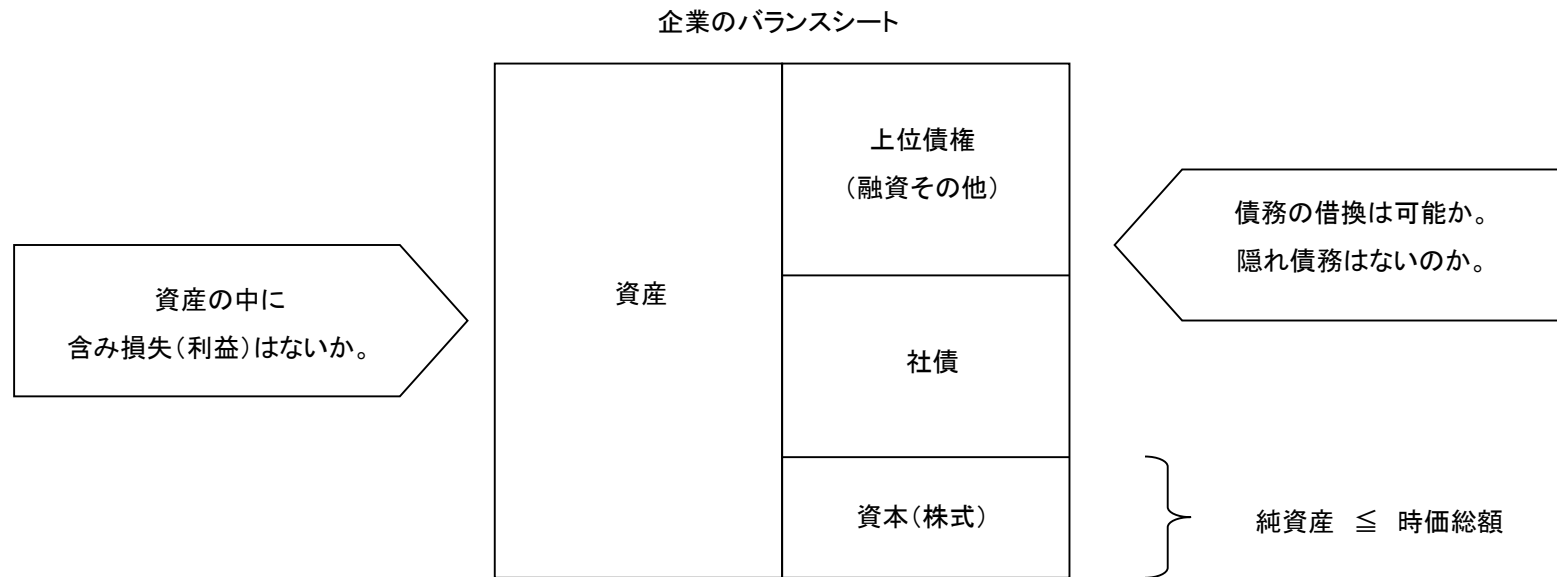 企業のバランスシート
上位債権
（融資その他）
債務の借換は可能か。
隠れ債務はないのか。
資産の中に
含み損失（利益）はないか。
資産
社債
資本（株式）
純資産 ≦ 時価総額